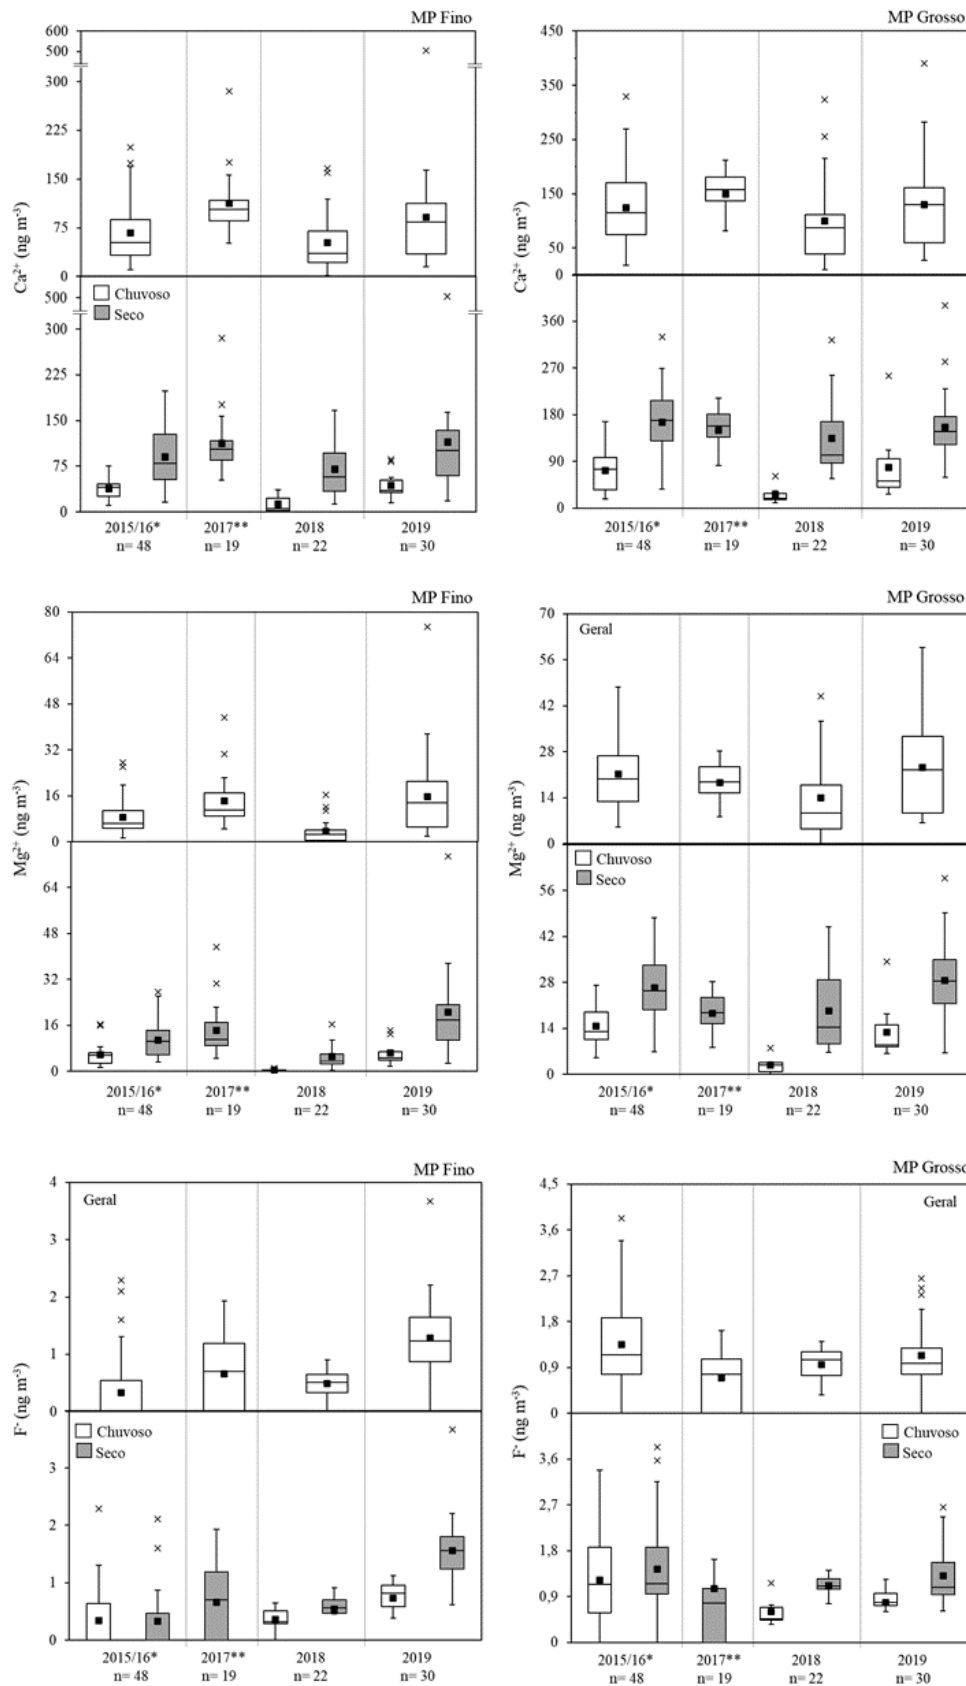 MP Fino
600
500
300
225
150
75
0
Ca²⁺ (ng m⁻³)
500
300
225
150
75
0
Ca²⁺ (ng m⁻³)
Chuvoso
Seco
2015/16* 2017** 2018 2019
n= 48 n= 19 n= 22 n= 30
MP Grosso
450
350
250
150
50
0
Ca²⁺ (ng m⁻³)
360
270
180
90
0
Ca²⁺ (ng m⁻³)
2015/16* 2017** 2018 2019
n= 48 n= 19 n= 22 n= 30
MP Fino
80
64
48
32
16
0
64
48
32
16
0
Mg²⁺ (ng m⁻³)
2015/16* 2017** 2018 2019
n= 48 n= 19 n= 22 n= 30
MP Grosso
Geral
70
56
42
28
14
0
56
42
28
14
0
Mg²⁺ (ng m⁻³)
Chuvoso
Seco
2015/16* 2017** 2018 2019
n= 48 n= 19 n= 22 n= 30
MP Fino
Geral
4
3
2
1
0
3
2
1
0
F⁻ (ng m⁻³)
Chuvoso
Seco
2015/16* 2017** 2018 2019
n= 48 n= 19 n= 22 n= 30
MP Grosso
Geral
4,5
3,6
2,7
1,8
0,9
0
3,6
2,7
1,8
0,9
0
F⁻ (ng m⁻³)
Chuvoso
Seco
2015/16* 2017** 2018 2019
n= 48 n= 19 n= 22 n= 30